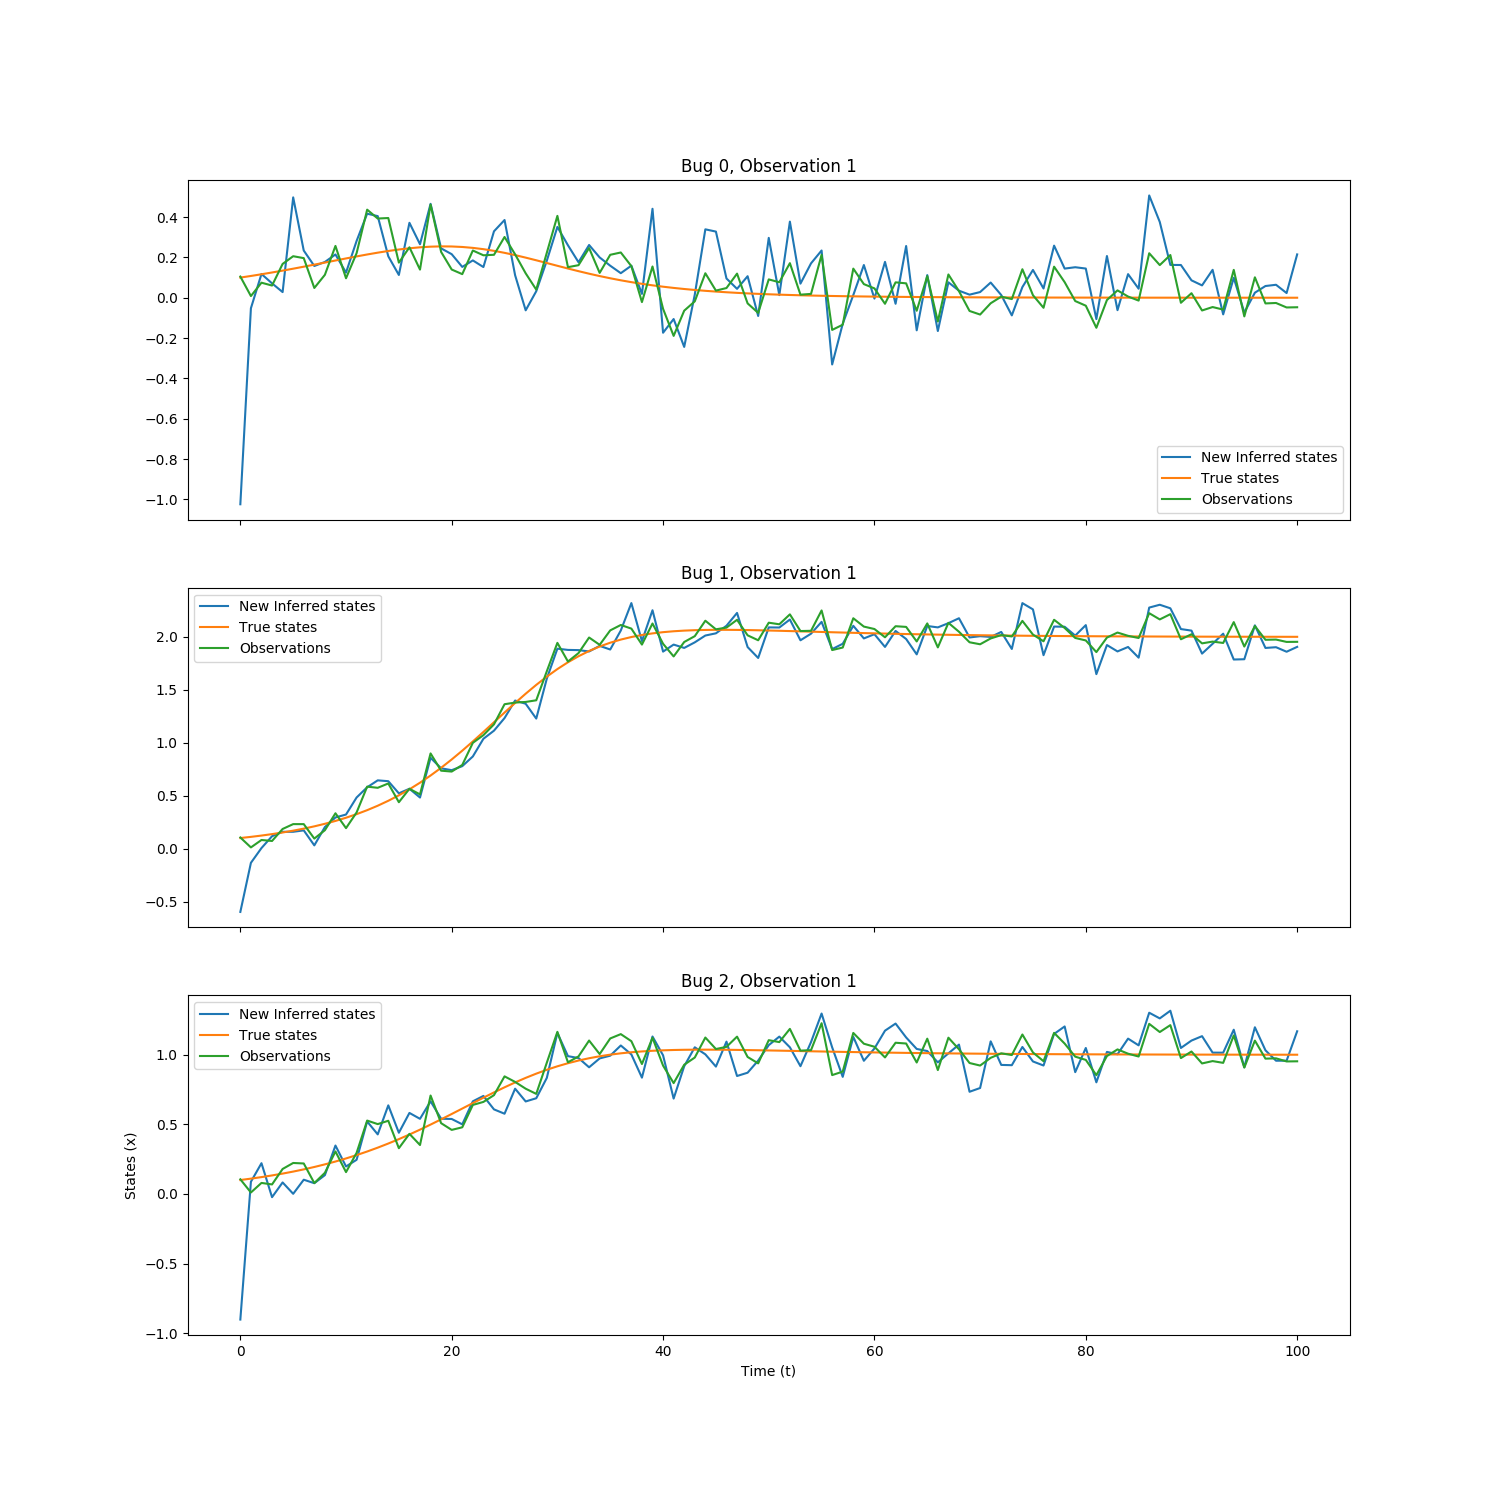 Bug 0, Observation 1
0.4
0.2
0.0
−0.2
−0.4
−0.6
−0.8
−1.0
New Inferred states
True states
Observations
Bug 1, Observation 1
2.0
1.5
1.0
0.5
0.0
−0.5
New Inferred states
True states
Observations
Bug 2, Observation 1
States (x)
1.0
0.5
0.0
−0.5
−1.0
New Inferred states
True states
Observations
0 20 40 60 80 100
Time (t)